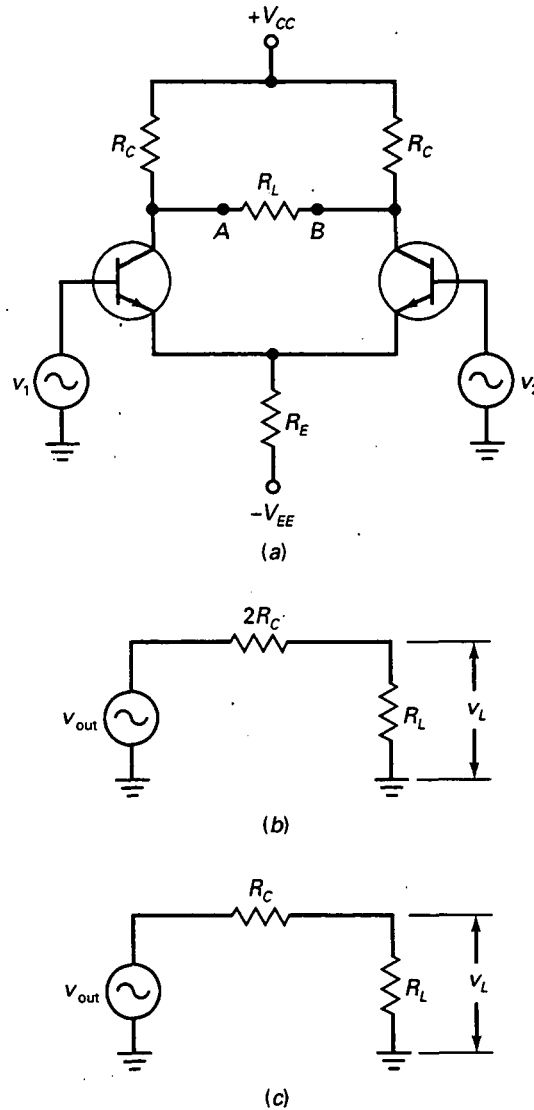 +V_CC
R_C
R_C
R_L
A
B
v_1
v_2
R_E
−V_EE
(a)
2R_C
v_out
R_L
v_L
(b)
R_C
v_out
R_L
v_L
(c)